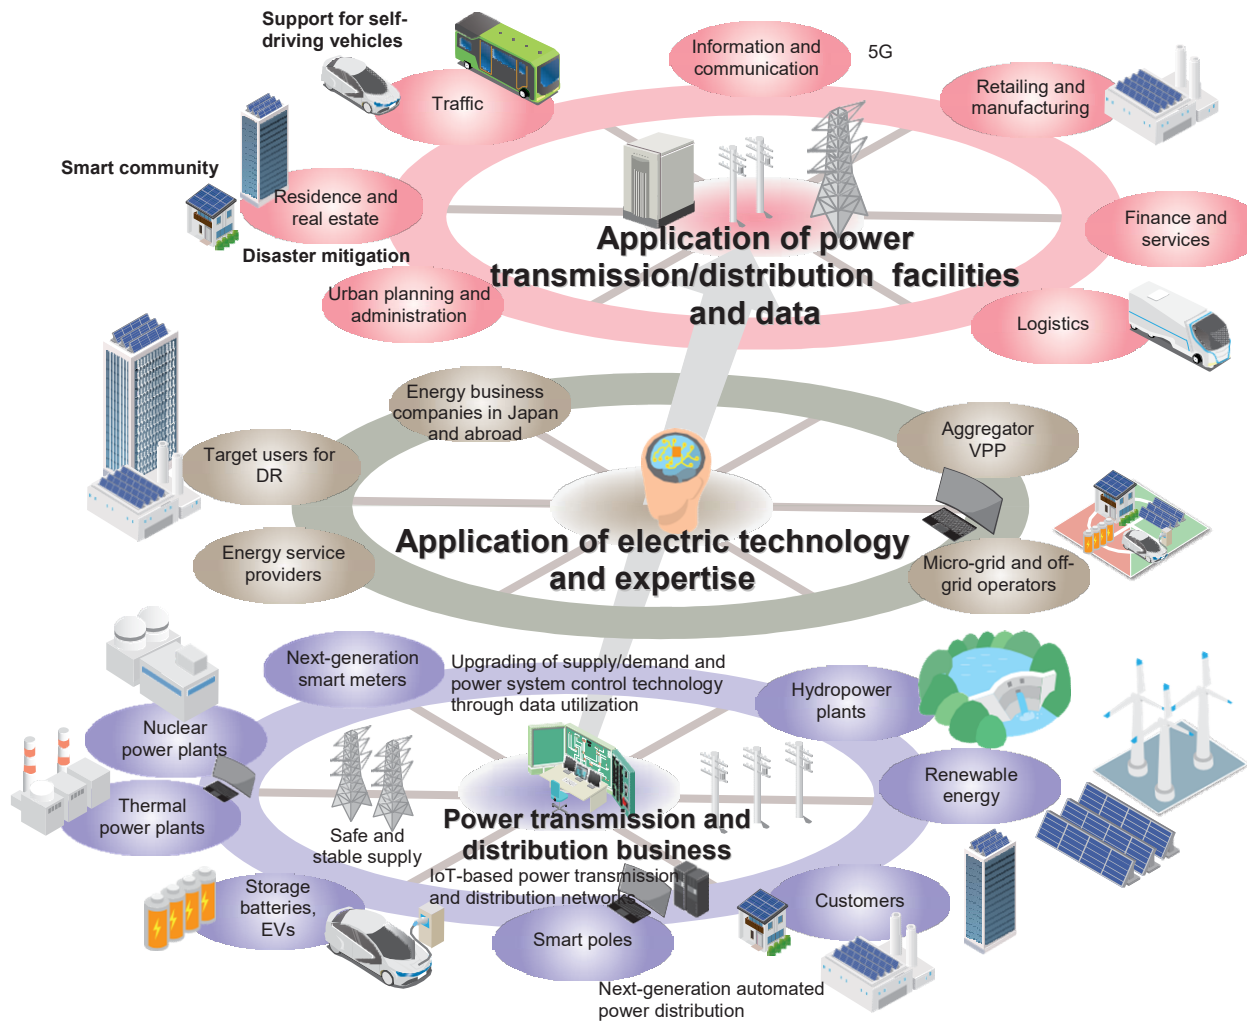 Support for self-
driving vehicles
Traffic
Information and
communication
5G
Retailing and
manufacturing
Smart community
Residence and
real estate
Disaster mitigation
Finance and
services
Application of power
transmission/distribution facilities
and data
Urban planning and
administration
Logistics
Energy business
companies in Japan
and abroad
Aggregator
VPP
Target users for
DR
Application of electric technology
and expertise
Energy service
providers
Micro-grid and off-
grid operators
Next-generation
smart meters
Upgrading of supply/demand and
power system control technology
through data utilization
Hydropower
plants
Nuclear
power plants
Renewable
energy
Thermal
power plants
Safe and
stable supply
Power transmission and
distribution business
IoT-based power transmission
and distribution networks
Storage
batteries,
EVs
Customers
Smart poles
Next-generation automated
power distribution